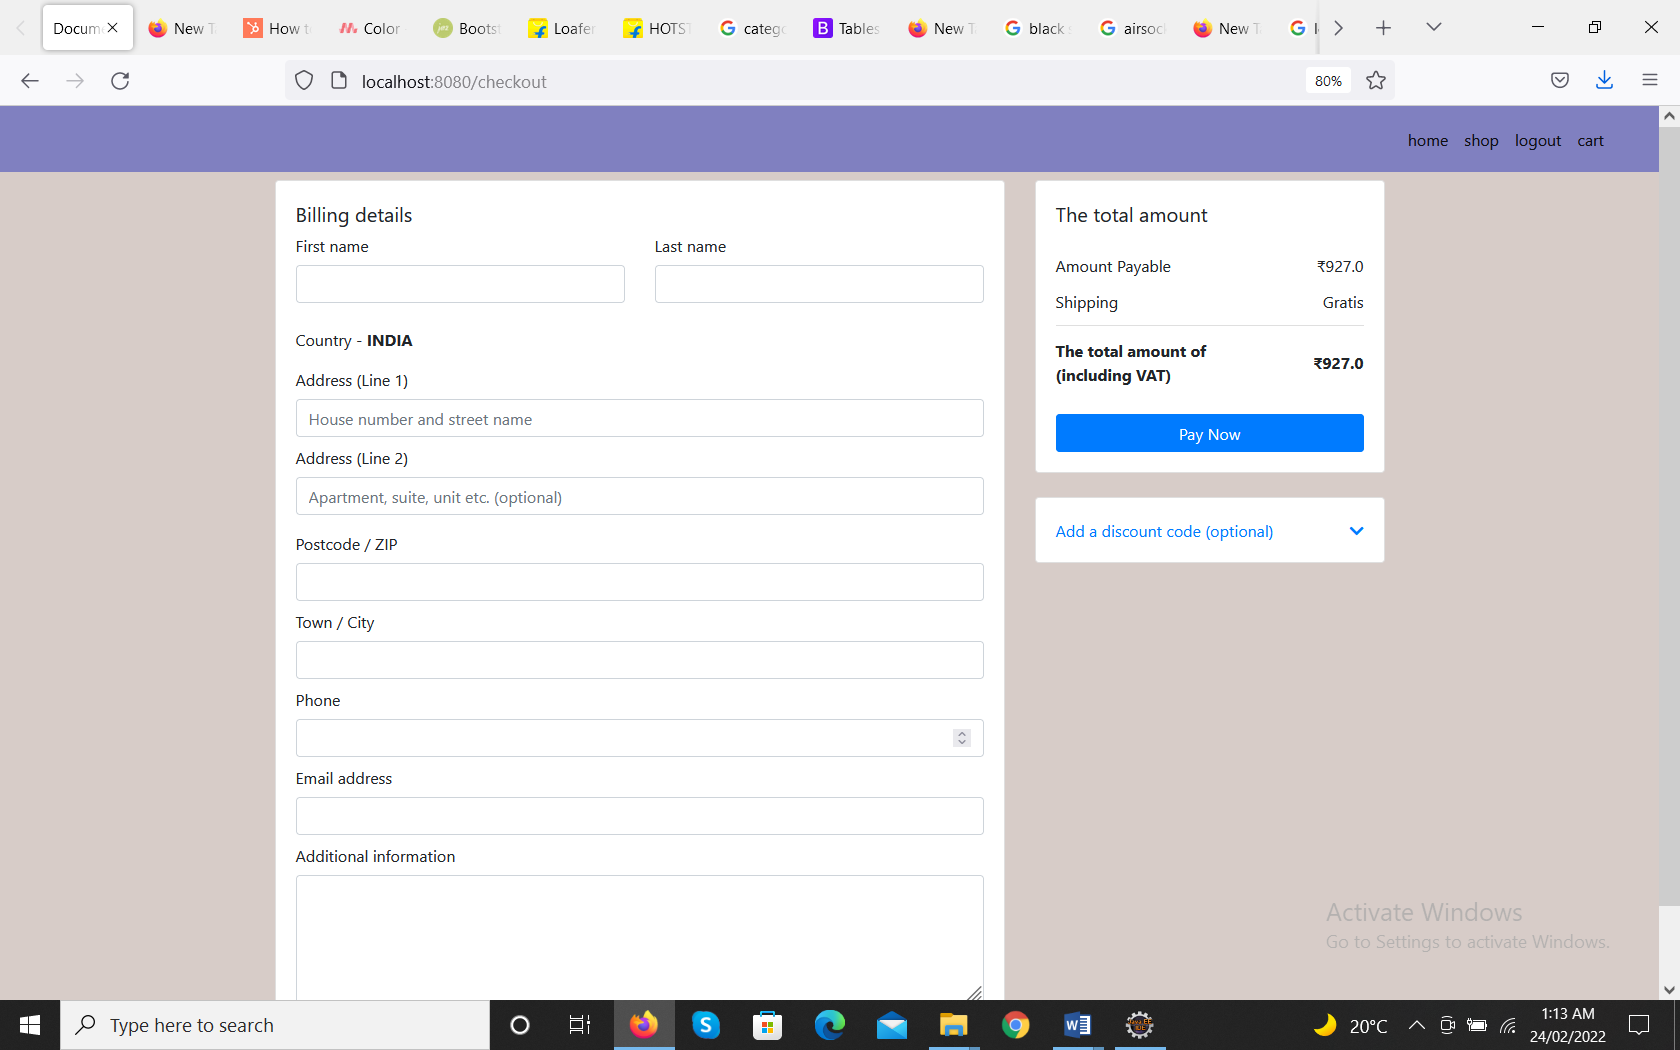 Docum
New T
How t
Color
Bootst
Loafer
HOTST
catego
Tables
New T
black
airsoc
New T
localhost:8080/checkout
80%
home shop logout cart
Billing details
First name
Last name
Country - INDIA
Address (Line 1)
House number and street name
Address (Line 2)
Apartment, suite, unit etc. (optional)
Postcode / ZIP
Town / City
Phone
Email address
Additional information
The total amount
Amount Payable ₹927.0
Shipping Gratis
The total amount of
(including VAT)
₹927.0
Pay Now
Add a discount code (optional)
Activate Windows
Go to Settings to activate Windows.
Type here to search
20°C
1:13 AM
24/02/2022